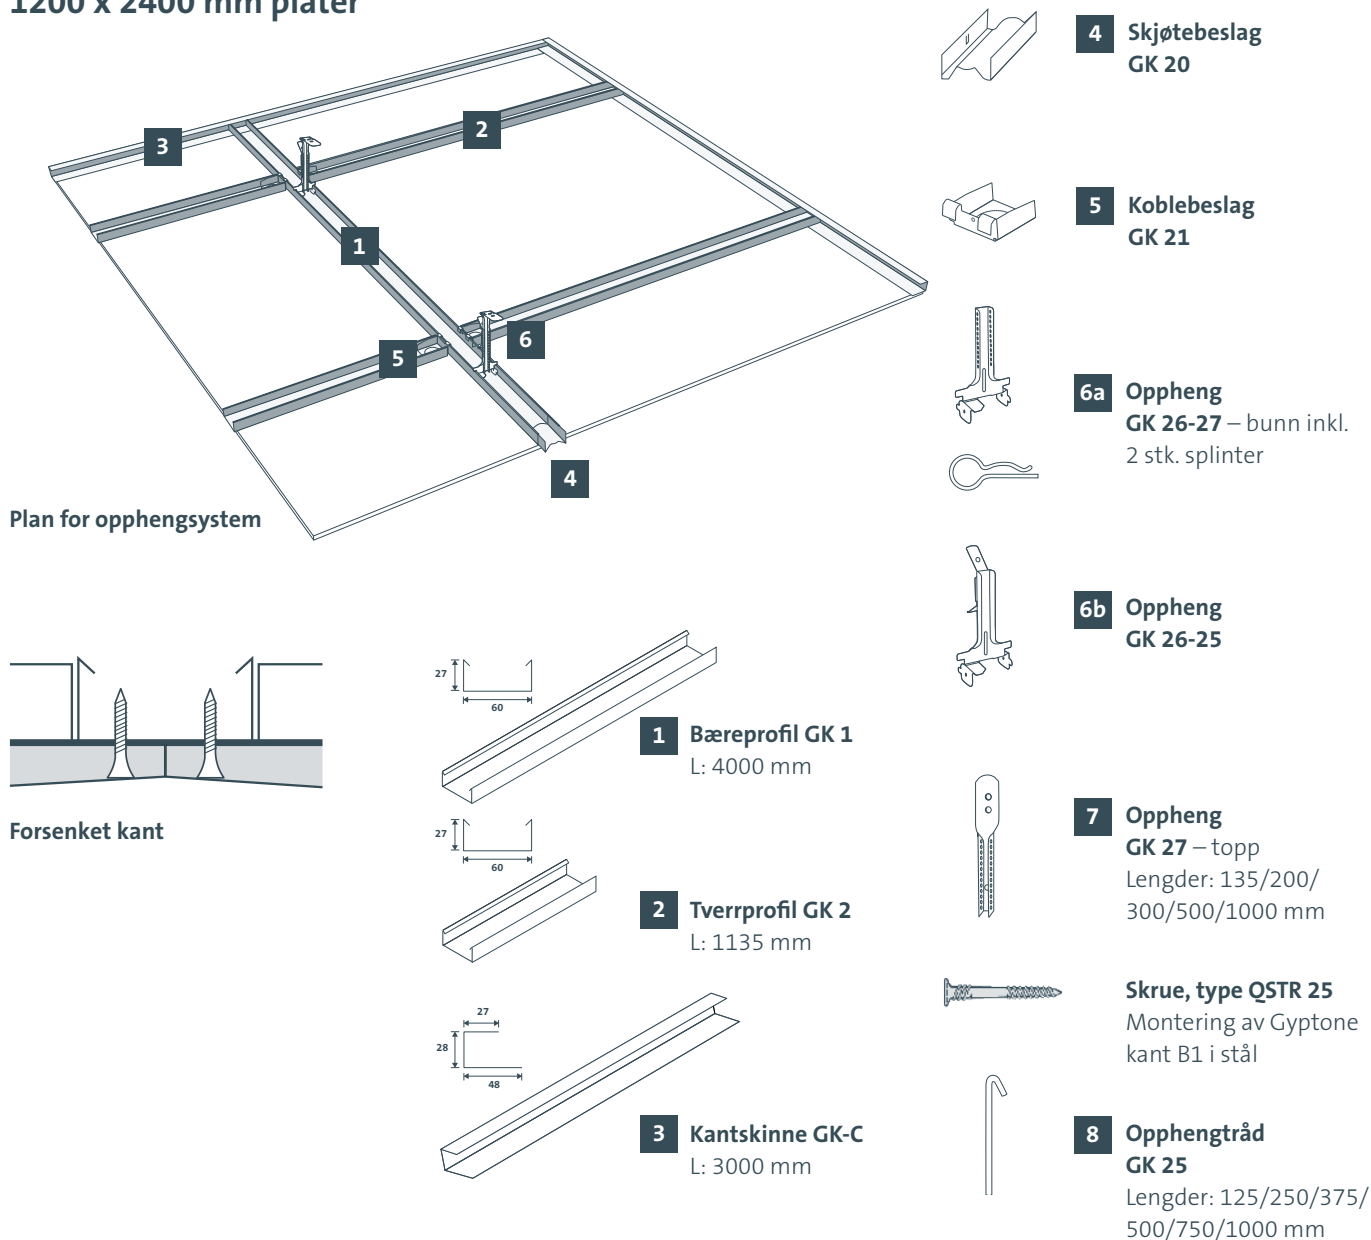 1200 x 2400 mm plater
3
2
1
6
5
4
Plan for opphengsystem
Forsenket kant
27
60
1 Bæreprofil GK 1
L: 4000 mm
27
60
2 Tverrprofil GK 2
L: 1135 mm
27
28
48
3 Kantskinne GK-C
L: 3000 mm
4 Skjøtebeslag
GK 20
5 Koblebeslag
GK 21
6a Oppheng
GK 26-27 – bunn inkl.
2 stk. splinter
6b Oppheng
GK 26-25
7 Oppheng
GK 27 – topp
Lengder: 135/200/
300/500/1000 mm
Skrue, type QSTR 25
Montering av Gyptone
kant B1 i stål
8 Opphengtråd
GK 25
Lengder: 125/250/375/
500/750/1000 mm